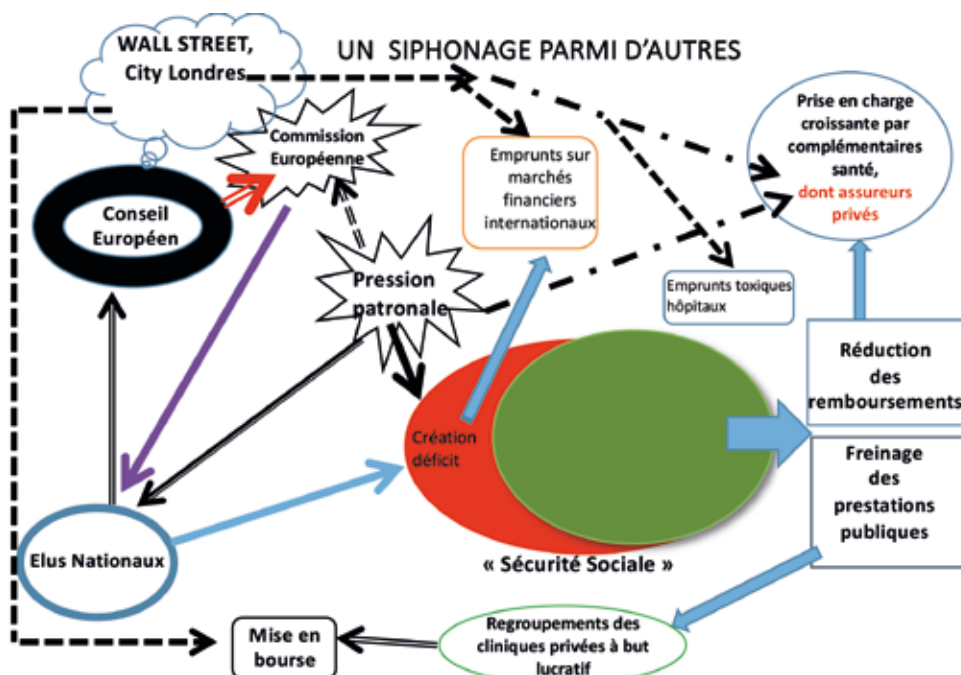 UN SIPHONAGE PARMI D'AUTRES
WALL STREET,
City Londres
Commission
Européenne
Conseil
Européen
Pression
patronale
Emprunts sur
marchés
financiers
internationaux
Prise en charge
croissante par
complémentaires
santé,
dont assureurs
privés
Emprunts toxiques
hôpitaux
Réduction
des
remboursements
Création
déficit
Freinage
des
prestations
publiques
Elus Nationaux
« Sécurité Sociale »
Mise en
bourse
Regroupements des
cliniques privées à but
lucratif